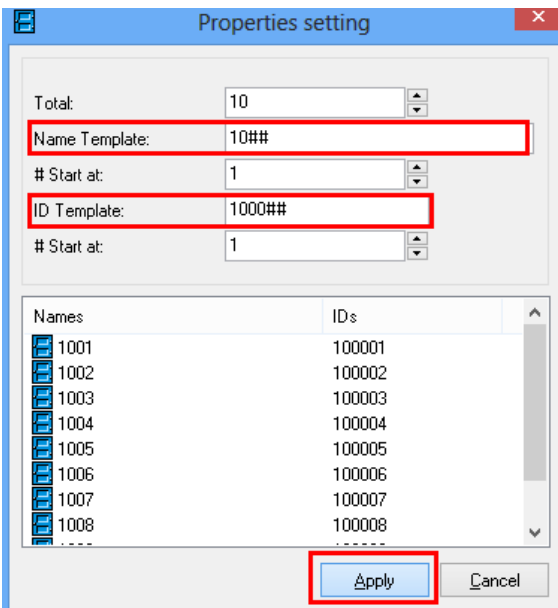 Properties setting
Total: 10
Name Template: 10##
# Start at: 1
ID Template: 1000##
# Start at: 1
Names IDs
1001 100001
1002 100002
1003 100003
1004 100004
1005 100005
1006 100006
1007 100007
1008 100008
Apply Cancel